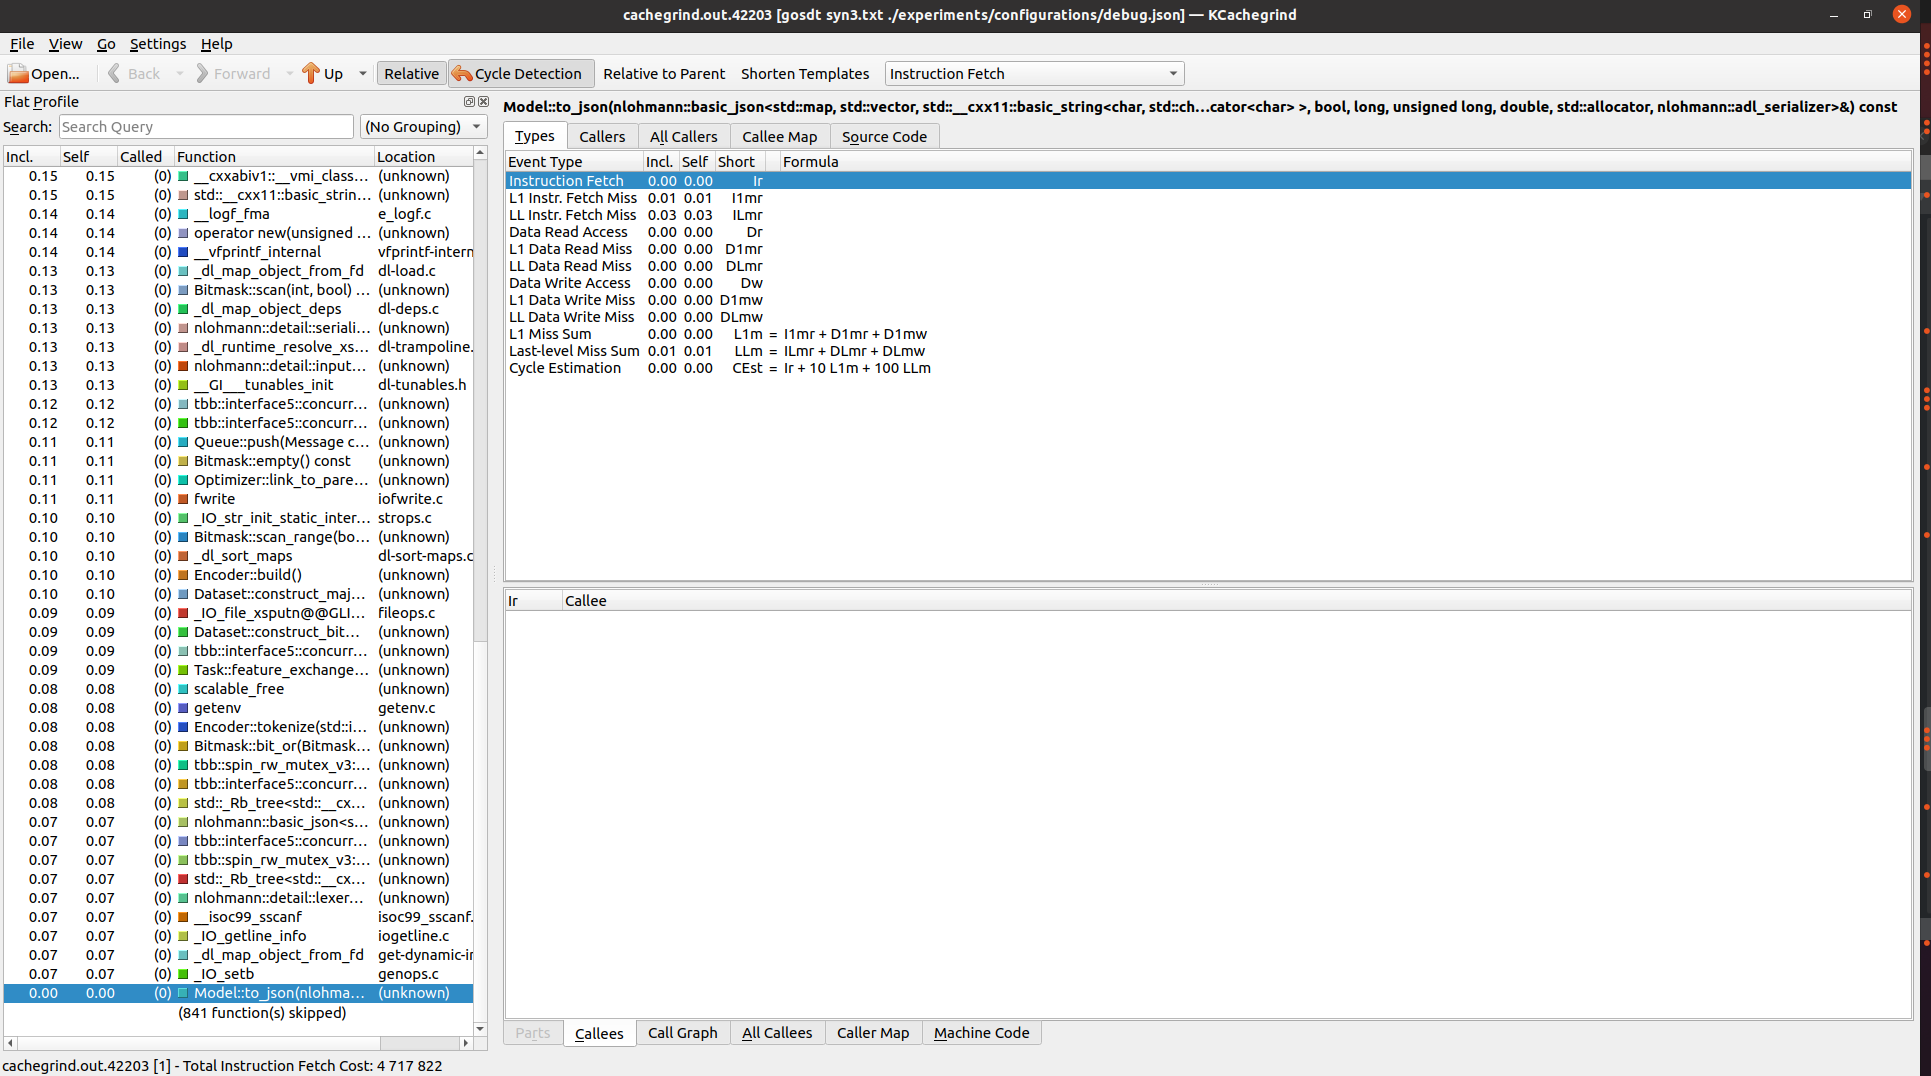 cachegrind.out.42203 [gosdt syn3.txt ./experiments/configurations/debug.json] — KCachegrind
File View Go Settings Help
Open... Back Forward Up Relative Cycle Detection Relative to Parent Shorten Templates Instruction Fetch
Flat Profile
Search: Search Query (No Grouping)
Incl. Self Called Function Location
0.15 0.15 (0) __cxxabiv1::__vmi_class... (unknown)
0.15 0.15 (0) std::__cxx11::basic_strin... (unknown)
0.14 0.14 (0) __logf_fma e_logf.c
0.14 0.14 (0) operator new(unsigned ... (unknown)
0.14 0.14 (0) __vfprintf_internal vfprintf-intern
0.13 0.13 (0) _dl_map_object_from_fd dl-load.c
0.13 0.13 (0) Bitmask::scan(int, bool) ... (unknown)
0.13 0.13 (0) _dl_map_object_deps dl-deps.c
0.13 0.13 (0) nlohmann::detail::seriali... (unknown)
0.13 0.13 (0) _dl_runtime_resolve_xs... dl-trampoline.
0.13 0.13 (0) nlohmann::detail::input... (unknown)
0.13 0.13 (0) __GI___tunables_init dl-tunables.h
0.12 0.12 (0) tbb::interface5::concurr... (unknown)
0.12 0.12 (0) tbb::interface5::concurr... (unknown)
0.11 0.11 (0) Queue::push(Message c... (unknown)
0.11 0.11 (0) Bitmask::empty() const (unknown)
0.11 0.11 (0) Optimizer::link_to_pare... (unknown)
0.11 0.11 (0) fwrite iofwrite.c
0.10 0.10 (0) _IO_str_init_static_inter... strops.c
0.10 0.10 (0) Bitmask::scan_range(bo... (unknown)
0.10 0.10 (0) _dl_sort_maps dl-sort-maps.c
0.10 0.10 (0) Encoder::build() (unknown)
0.10 0.10 (0) Dataset::construct_maj... (unknown)
0.09 0.09 (0) _IO_file_xsputn@@GLI... fileops.c
0.09 0.09 (0) Dataset::construct_bit... (unknown)
0.09 0.09 (0) tbb::interface5::concurr... (unknown)
0.09 0.09 (0) Task::feature_exchange... (unknown)
0.08 0.08 (0) scalable_free (unknown)
0.08 0.08 (0) getenv getenv.c
0.08 0.08 (0) Encoder::tokenize(std::i... (unknown)
0.08 0.08 (0) Bitmask::bit_or(Bitmask... (unknown)
0.08 0.08 (0) tbb::spin_rw_mutex_v3:... (unknown)
0.08 0.08 (0) tbb::interface5::concurr... (unknown)
0.08 0.08 (0) std::_Rb_tree<std::__cx... (unknown)
0.07 0.07 (0) nlohmann::basic_json<s... (unknown)
0.07 0.07 (0) tbb::interface5::concurr... (unknown)
0.07 0.07 (0) tbb::spin_rw_mutex_v3:... (unknown)
0.07 0.07 (0) std::_Rb_tree<std::__cx... (unknown)
0.07 0.07 (0) nlohmann::detail::lexer... (unknown)
0.07 0.07 (0) __isoc99_sscanf isoc99_sscanf.
0.07 0.07 (0) _IO_getline_info iogetline.c
0.07 0.07 (0) _dl_map_object_from_fd get-dynamic-in
0.07 0.07 (0) _IO_setb genops.c
0.00 0.00 (0) Model::to_json(nlohma... (unknown)
(841 function(s) skipped)
Model::to_json(nlohmann::basic_json<std::map, std::vector, std::__cxx11::basic_string<char, std::ch...cator<char> >, bool, long, unsigned long, double, std::allocator, nlohmann::adl_serializer>&) const
Types Callers All Callers Callee Map Source Code
Event Type Incl. Self Short Formula
Instruction Fetch 0.00 0.00 Ir
L1 Instr. Fetch Miss 0.01 0.01 I1mr
LL Instr. Fetch Miss 0.03 0.03 ILmr
Data Read Access 0.00 0.00 Dr
L1 Data Read Miss 0.00 0.00 D1mr
LL Data Read Miss 0.00 0.00 DLmr
Data Write Access 0.00 0.00 Dw
L1 Data Write Miss 0.00 0.00 D1mw
LL Data Write Miss 0.00 0.00 DLmw
L1 Miss Sum 0.00 0.00 L1m = I1mr + D1mr + D1mw
Last-level Miss Sum 0.01 0.01 LLm = ILmr + DLmr + DLmw
Cycle Estimation 0.00 0.00 CEst = Ir + 10 L1m + 100 LLm
Ir Callee
Parts Callees Call Graph All Callees Caller Map Machine Code
cachegrind.out.42203 [1] - Total Instruction Fetch Cost: 4 717 822